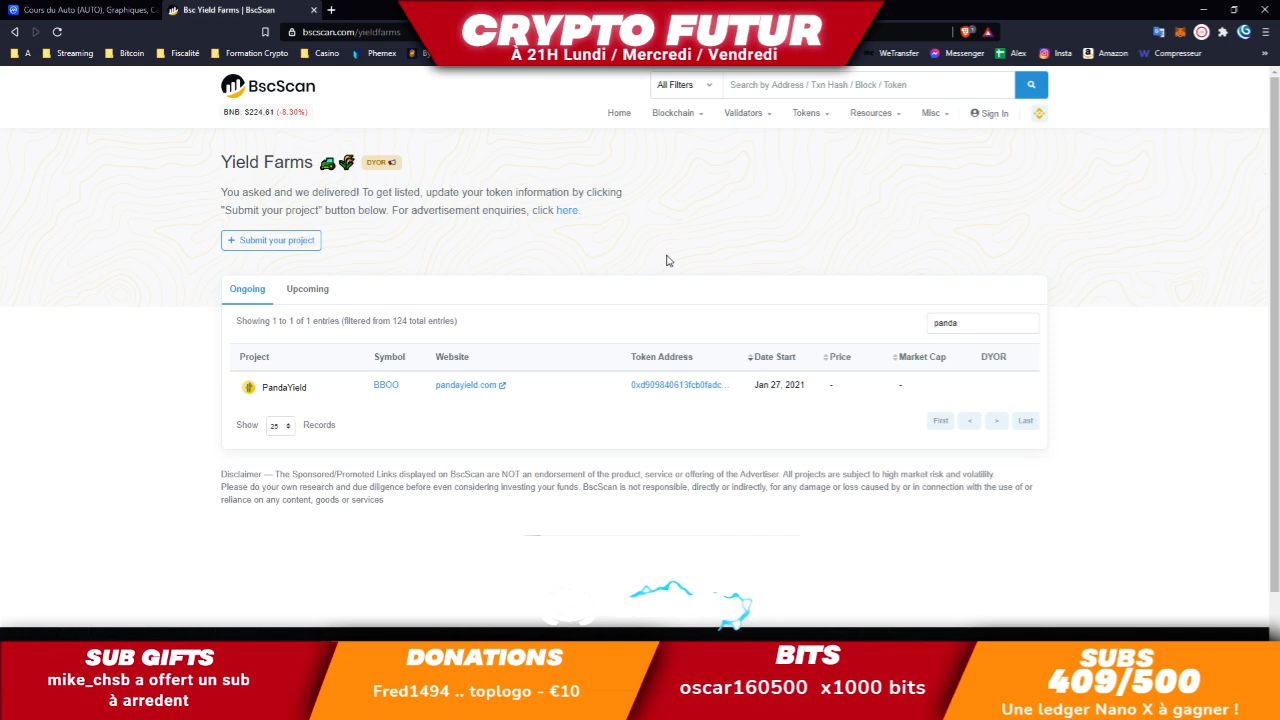 Cours du Auto (AUTO), Graphiques, C
Bsc Yield Farms | BscScan
bscscan.com/yieldfarms
A
Streaming
Bitcoin
Fiscalité
Formation Crypto
Casino
Phemex
WeTransfer
Messenger
Alex
Insta
Amazon
Compresseur
CRYPTO FUTUR
À 21H Lundi / Mercredi / Vendredi
BscScan
BNB: $224.61 (-8.30%)
All Filters
Search by Address / Txn Hash / Block / Token
Home
Blockchain
Validators
Tokens
Resources
Misc
Sign In
Yield Farms
DYOR
You asked and we delivered! To get listed, update your token information by clicking
"Submit your project" button below. For advertisement enquiries, click here.
+ Submit your project
Ongoing
Upcoming
Showing 1 to 1 of 1 entries (filtered from 124 total entries)
panda
Project Symbol Website Token Address Date Start Price Market Cap DYOR
PandaYield BBOO pandayield.com 0xd909840613fcb0fadc... Jan 27, 2021 - -
Show 25 Records
First < > Last
Disclaimer — The Sponsored/Promoted Links displayed on BscScan are NOT an endorsement of the product, service or offering of the Advertiser. All projects are subject to high market risk and volatility.
Please do your own research and due diligence before even considering investing your funds. BscScan is not responsible, directly or indirectly, for any damage or loss caused by or in connection with the use of or
reliance on any content, goods or services
SUB GIFTS
mike_chsb a offert un sub
à arredent
DONATIONS
Fred1494 .. toplogo - €10
BITS
oscar160500 x1000 bits
SUBS
409/500
Une ledger Nano X à gagner !